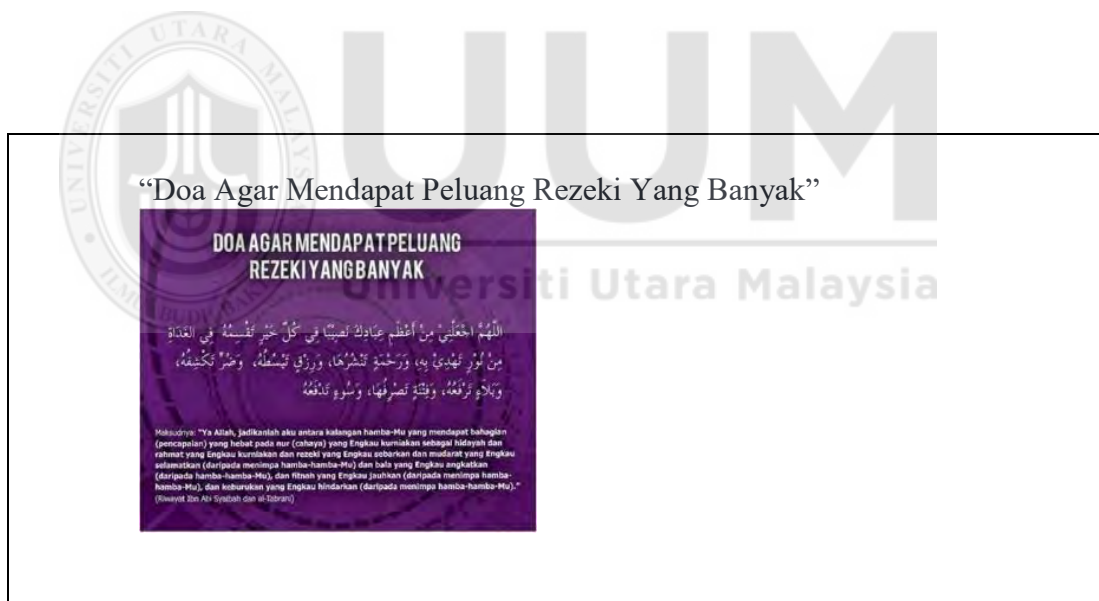 UTARA
UNIVERSITI
MALAYSIA
UUM
Universiti Utara Malaysia
“Doa Agar Mendapat Peluang Rezeki Yang Banyak”
DOA AGAR MENDAPAT PELUANG
REZEKI YANG BANYAK
اللَّهُمَّ اجْعَلْنِيْ مِنْ أَعْظَمِ عِبَادِكَ نَصِيْبًا فِي كُلِّ خَيْرٍ تَقْسِمُهُ فِي الغَدَاةِ
مِنْ نُوْرٍ تَهْدِيْ بِهِ، وَرَحْمَةٍ تَنْشُرُهَا، وَرِزْقٍ تَبْسُطُهُ، وَضُرٍّ تَكْشِفُهُ،
وَبَلَاءٍ تَرْفَعُهُ، وَفِتْنَةٍ تَصْرِفُهَا، وَسُوءٍ تَدْفَعُهُ
Maksudnya: "Ya Allah, jadikanlah aku antara kalangan hamba-Mu yang mendapat bahagian
(pencapaian) yang hebat pada nur (cahaya) yang Engkau kurniakan sebagai hidayah dan
rahmat yang Engkau kurniakan dan rezeki yang Engkau sebarkan dan mudarat yang Engkau
selamatkan (daripada menimpa hamba-hamba-Mu) dan bala yang Engkau angkatkan
(daripada hamba-hamba-Mu), dan fitnah yang Engkau jauhkan (daripada menimpa hamba-
hamba-Mu), dan keburukan yang Engkau hindarkan (daripada menimpa hamba-hamba-Mu)."
(Riwayat Ibn Abi Syaibah dan al-Tabrani)